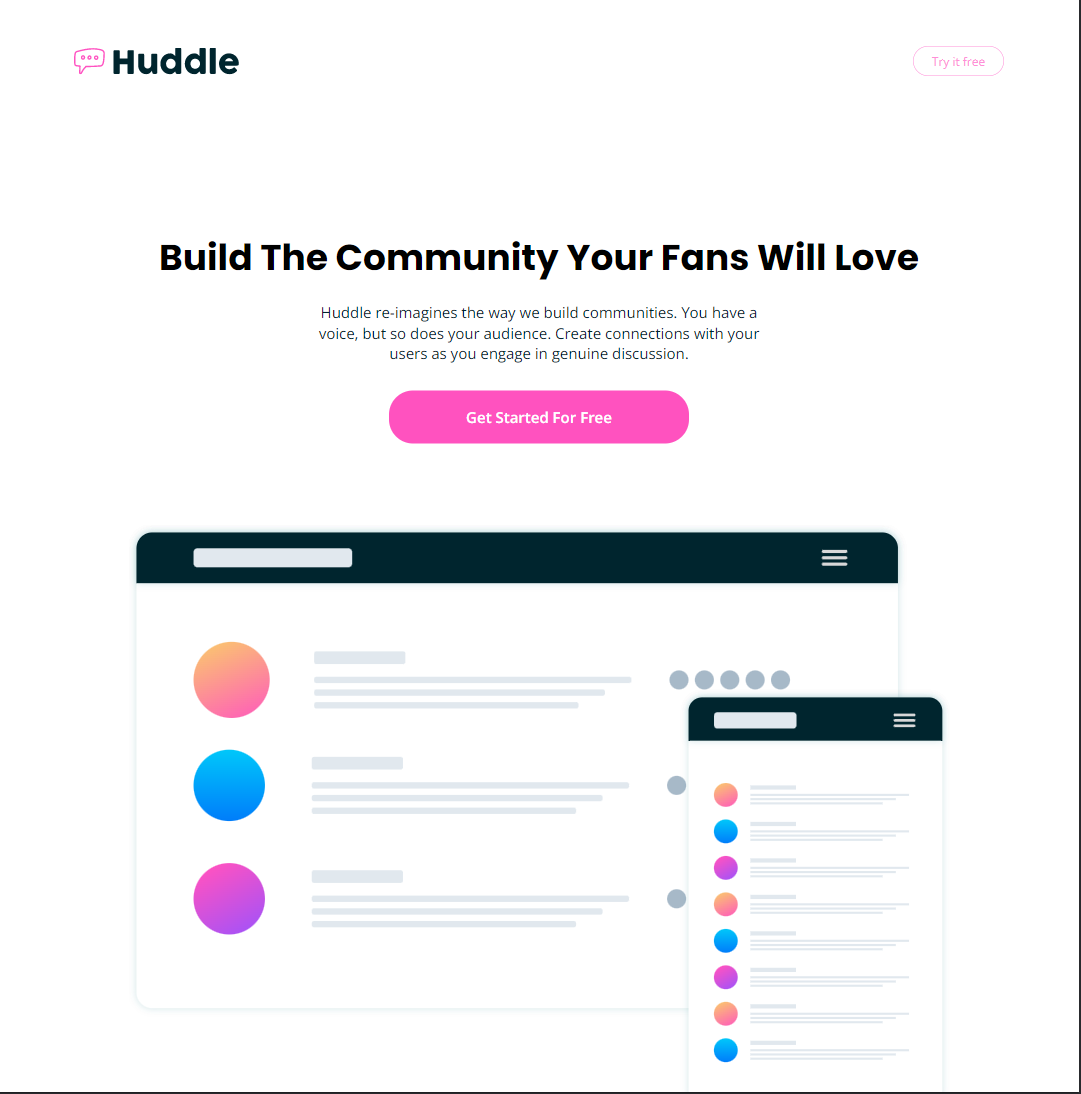 Huddle
Try it free
Build The Community Your Fans Will Love
Huddle re-imagines the way we build communities. You have a
voice, but so does your audience. Create connections with your
users as you engage in genuine discussion.
Get Started For Free